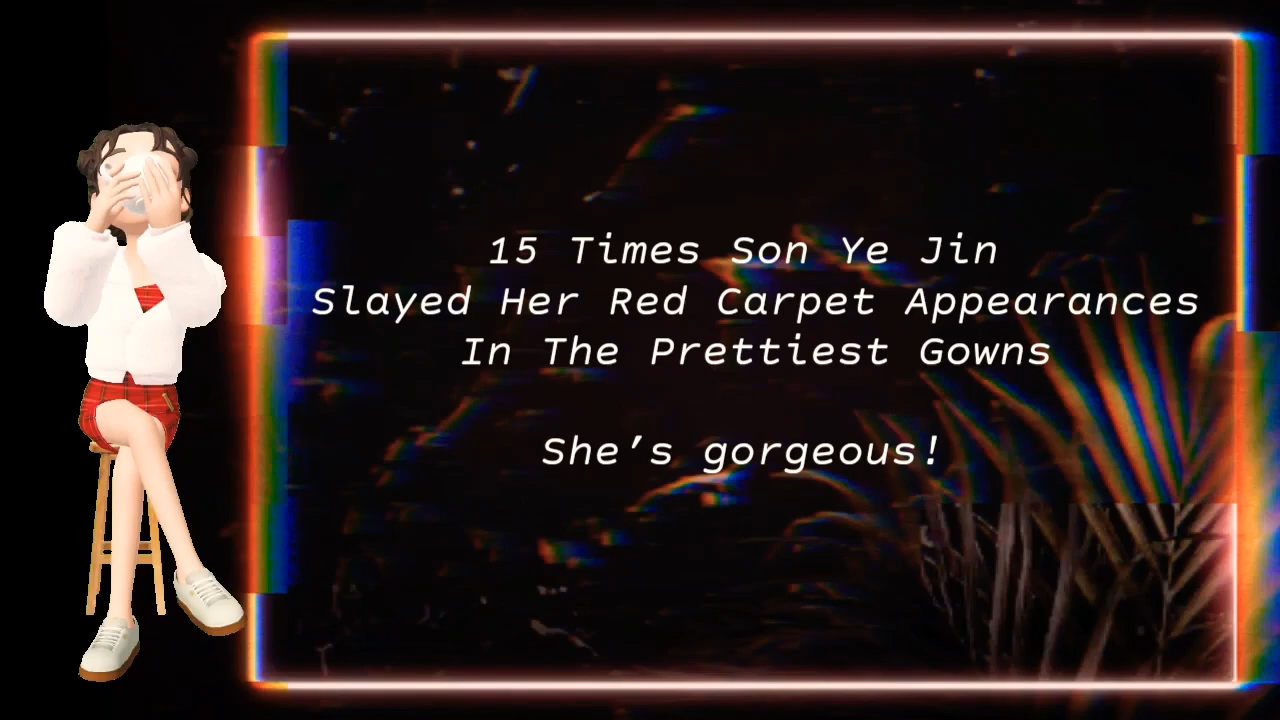 15 Times Son Ye Jin
Slayed Her Red Carpet Appearances
In The Prettiest Gowns
She’s gorgeous!